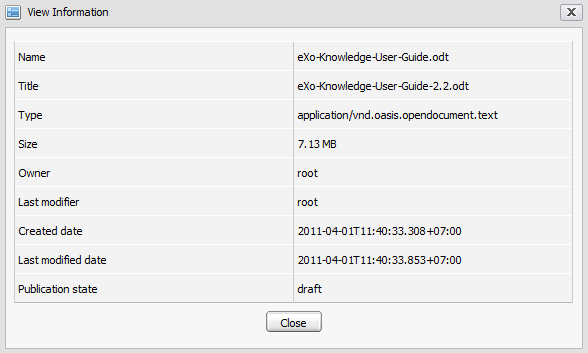 View Information
Name eXo-Knowledge-User-Guide.odt
Title eXo-Knowledge-User-Guide-2.2.odt
Type application/vnd.oasis.opendocument.text
Size 7.13 MB
Owner root
Last modifier root
Created date 2011-04-01T11:40:33.308+07:00
Last modified date 2011-04-01T11:40:33.853+07:00
Publication state draft
Close